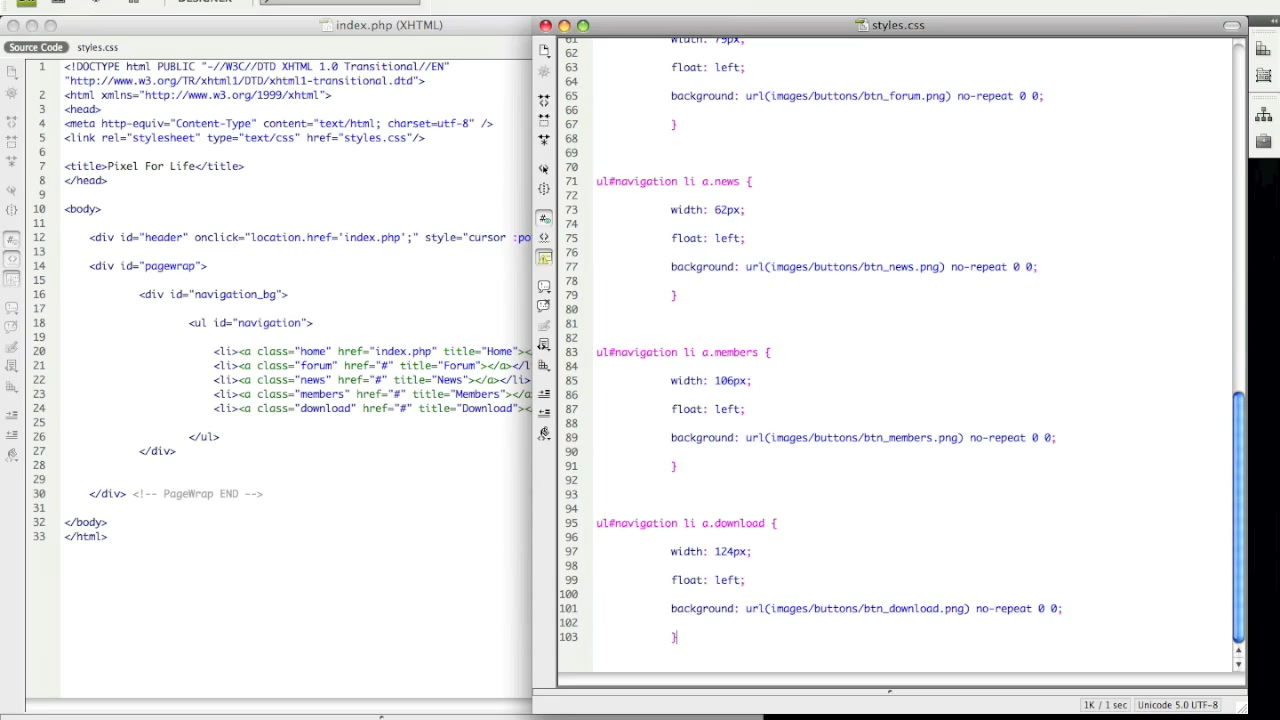 DESIGNER
index.php (XHTML)
Source Code styles.css
1 <!DOCTYPE html PUBLIC "-//W3C//DTD XHTML 1.0 Transitional//EN"
"http://www.w3.org/TR/xhtml1/DTD/xhtml1-transitional.dtd">
2 <html xmlns="http://www.w3.org/1999/xhtml">
3 <head>
4 <meta http-equiv="Content-Type" content="text/html; charset=utf-8" />
5 <link rel="stylesheet" type="text/css" href="styles.css"/>
6
7 <title>Pixel For Life</title>
8 </head>
9
10 <body>
11
12 <div id="header" onclick="location.href='index.php';" style="cursor :po
13
14 <div id="pagewrap">
15
16 <div id="navigation_bg">
17
18 <ul id="navigation">
19
20 <li><a class="home" href="index.php" title="Home"><
21 <li><a class="forum" href="#" title="Forum"></a></l
22 <li><a class="news" href="#" title="News"></a></li>
23 <li><a class="members" href="#" title="Members"></a
24 <li><a class="download" href="#" title="Download"><
25
26 </ul>
27 </div>
28
29
30 </div> <!-- PageWrap END -->
31
32 </body>
33 </html>
styles.css
61 width: 79px;
62
63 float: left;
64
65 background: url(images/buttons/btn_forum.png) no-repeat 0 0;
66
67 }
68
69
70
71 ul#navigation li a.news {
72
73 width: 62px;
74
75 float: left;
76
77 background: url(images/buttons/btn_news.png) no-repeat 0 0;
78
79 }
80
81
82
83 ul#navigation li a.members {
84
85 width: 106px;
86
87 float: left;
88
89 background: url(images/buttons/btn_members.png) no-repeat 0 0;
90
91 }
92
93
94
95 ul#navigation li a.download {
96
97 width: 124px;
98
99 float: left;
100
101 background: url(images/buttons/btn_download.png) no-repeat 0 0;
102
103 }
1K / 1 sec Unicode 5.0 UTF-8